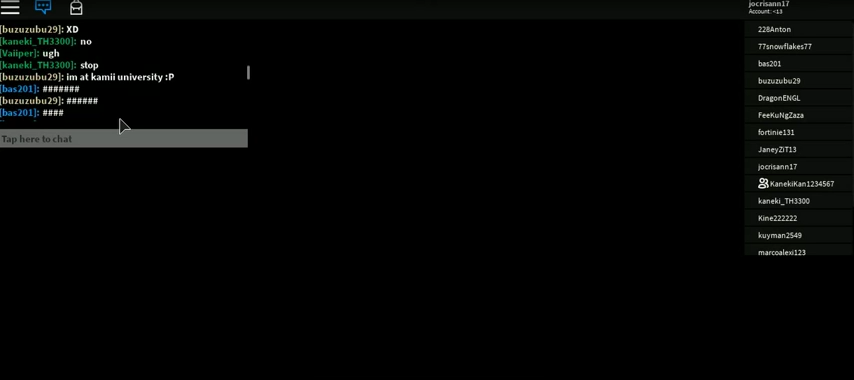 jocrisann17
Account: <13
[buzuzubu29]: XD
[kaneki_TH3300]: no
[Vaiiper]: ugh
[kaneki_TH3300]: stop
[buzuzubu29]: im at kamii university :P
[bas201]: #######
[buzuzubu29]: ######
[bas201]: ####
Tap here to chat
228Anton
77snowflakes77
bas201
buzuzubu29
DragonENGL
FeeKuNgZaza
fortinie131
JaneyZiT13
jocrisann17
KanekiKan1234567
kaneki_TH3300
Kine222222
kuyman2549
marcoalexi123